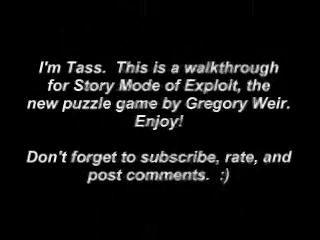 I'm Tass.  This is a walkthrough
for Story Mode of Exploit, the
new puzzle game by Gregory Weir.
Enjoy!
Don't forget to subscribe, rate, and
post comments.  :)